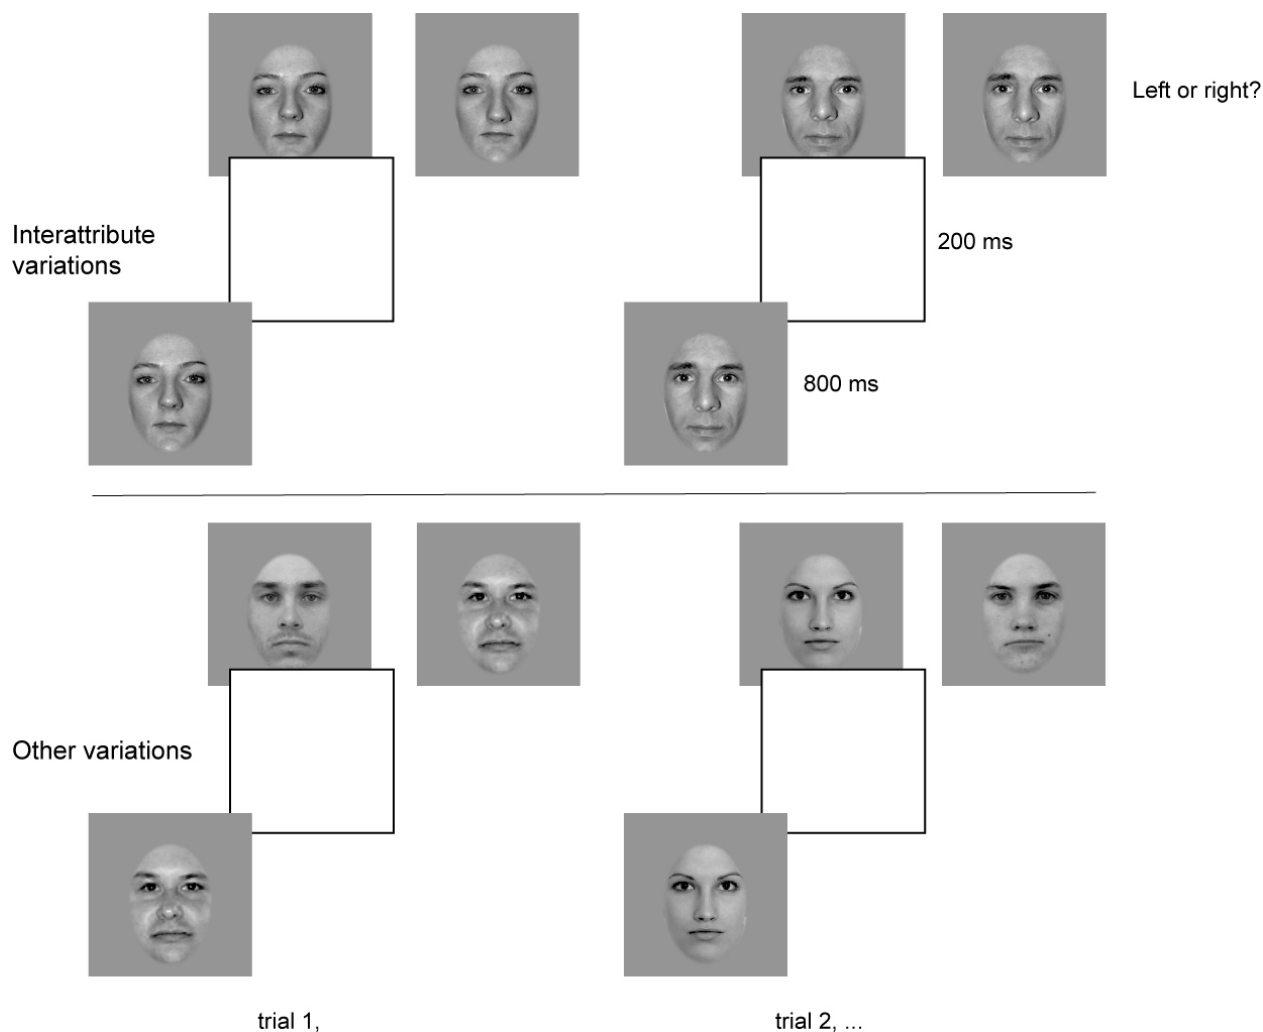 Left or right?
Interattribute
variations
200 ms
800 ms
Other variations
trial 1,
trial 2, ...